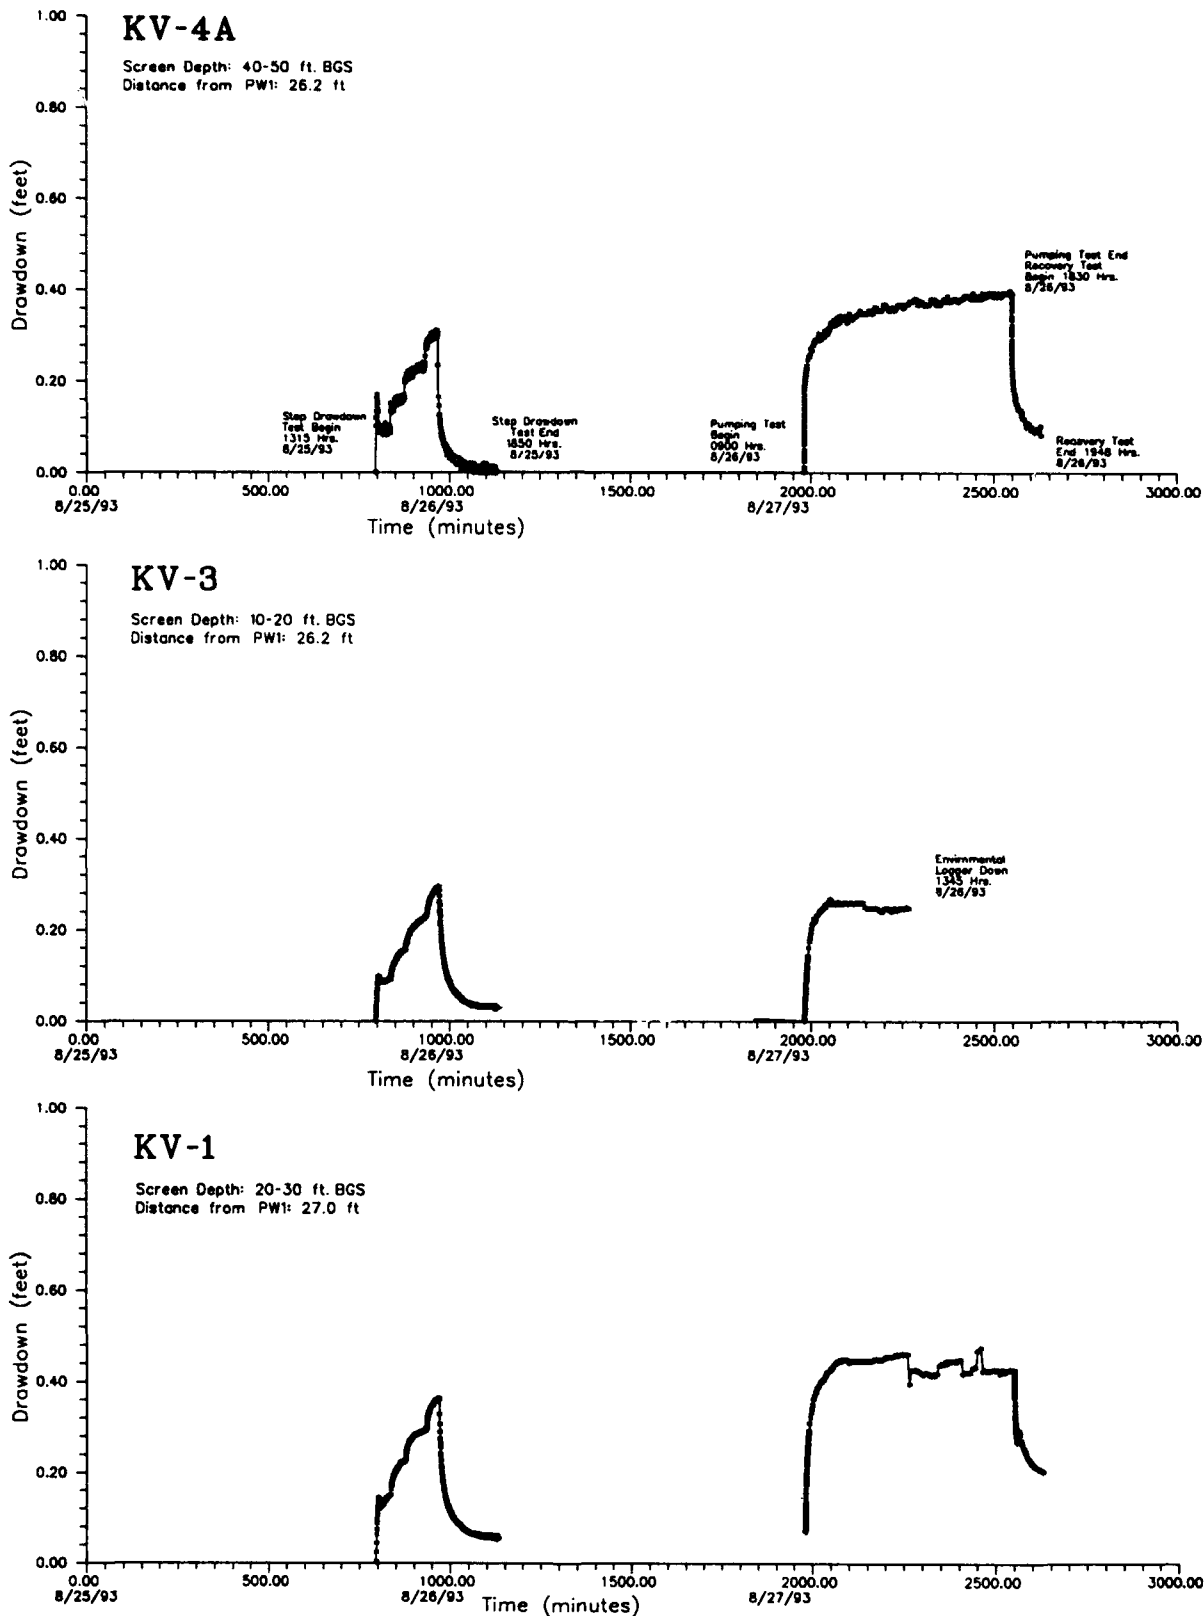 KV-4A
Screen Depth: 40-50 ft. BGS
Distance from PW1: 26.2 ft
1.00
0.80
0.60
0.40
0.20
0.00
Drawdown (feet)
Step Drawdown
Test Begin
1315 Hrs.
8/25/93
Step Drawdown
Test End
1850 Hrs.
8/25/93
Pumping Test
Begin
0900 Hrs.
8/26/93
Pumping Test End
Recovery Test
Begin 1830 Hrs.
8/26/93
Recovery Test
End 1948 Hrs.
8/26/93
0.00 500.00 1000.00 1500.00 2000.00 2500.00 3000.00
8/25/93 8/26/93 8/27/93
Time (minutes)
KV-3
Screen Depth: 10-20 ft. BGS
Distance from PW1: 26.2 ft
1.00
0.80
0.60
0.40
0.20
0.00
Drawdown (feet)
Envirnmental
Logger Down
1345 Hrs.
8/26/93
0.00 500.00 1000.00 1500.00 2000.00 2500.00 3000.00
8/25/93 8/26/93 8/27/93
Time (minutes)
KV-1
Screen Depth: 20-30 ft. BGS
Distance from PW1: 27.0 ft
1.00
0.80
0.60
0.40
0.20
0.00
Drawdown (feet)
0.00 500.00 1000.00 1500.00 2000.00 2500.00 3000.00
8/25/93 8/26/93 8/27/93
Time (minutes)